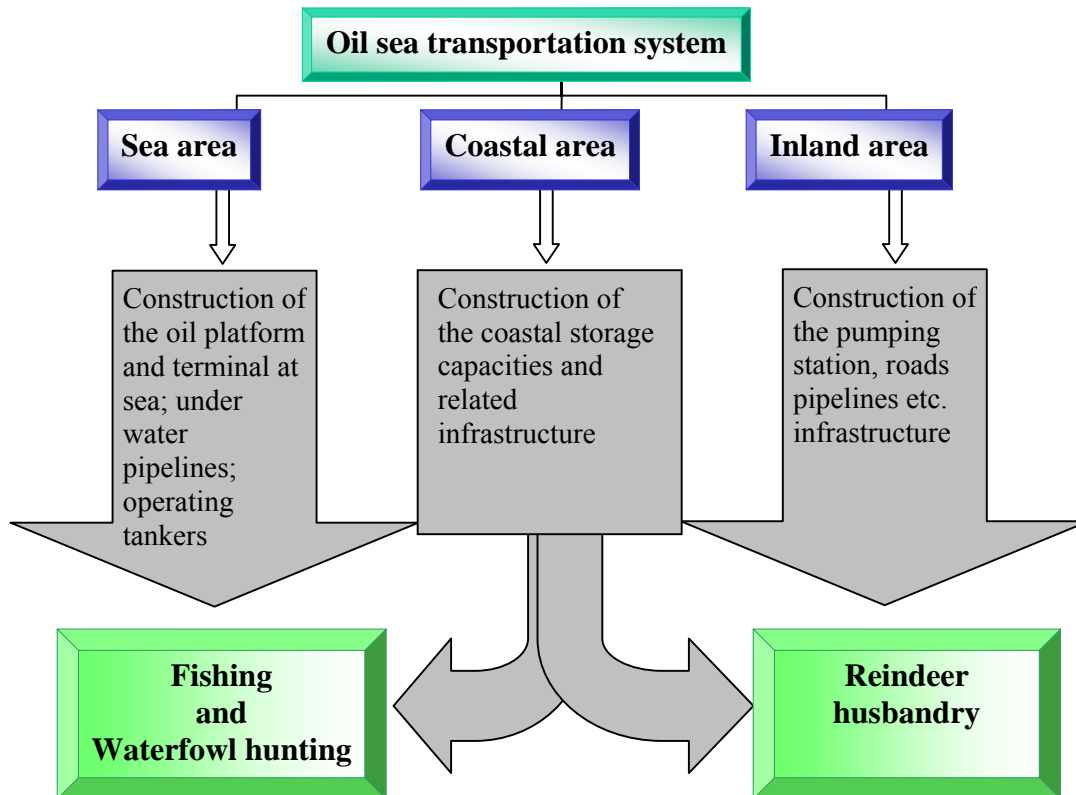 Oil sea transportation system
Sea area
Coastal area
Inland area
Construction of
the oil platform
and terminal at
sea; under
water
pipelines;
operating
tankers
Construction of
the coastal storage
capacities and
related
infrastructure
Construction of
the pumping
station, roads
pipelines etc.
infrastructure
Fishing
and
Waterfowl hunting
Reindeer
husbandry